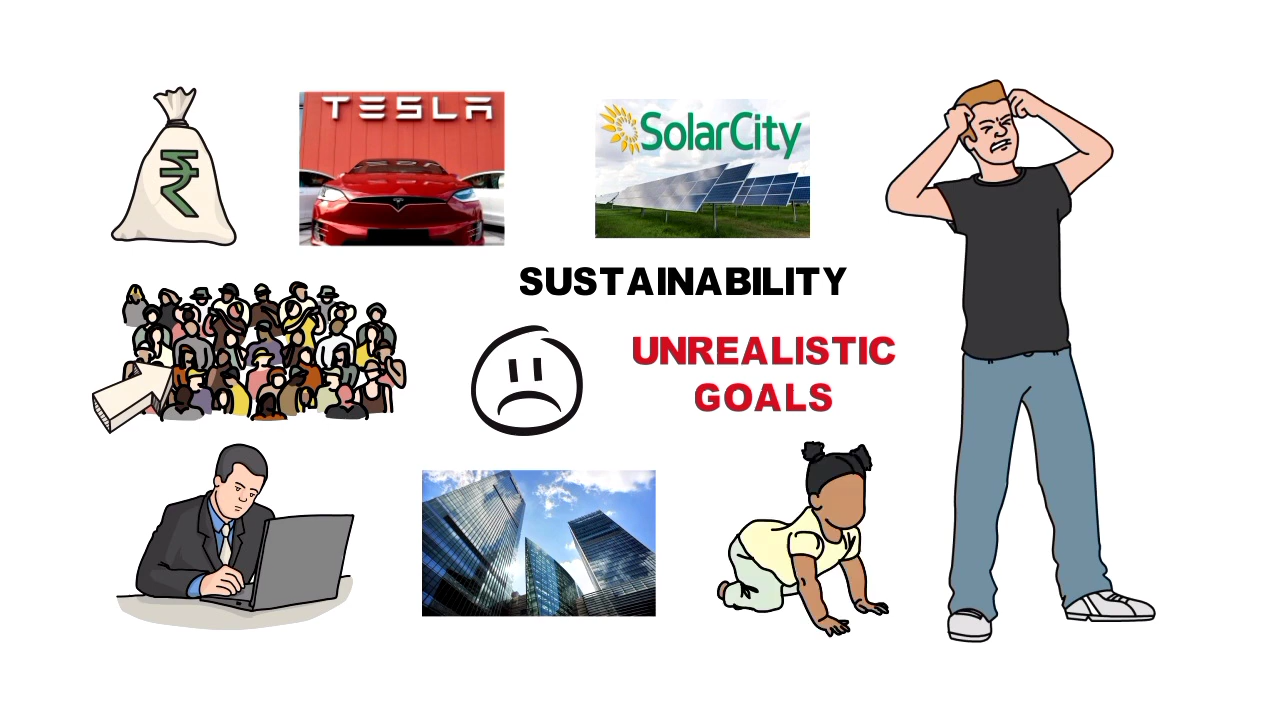 ₹
TESLA
SolarCity
SUSTAINABILITY
UNREALISTIC
GOALS